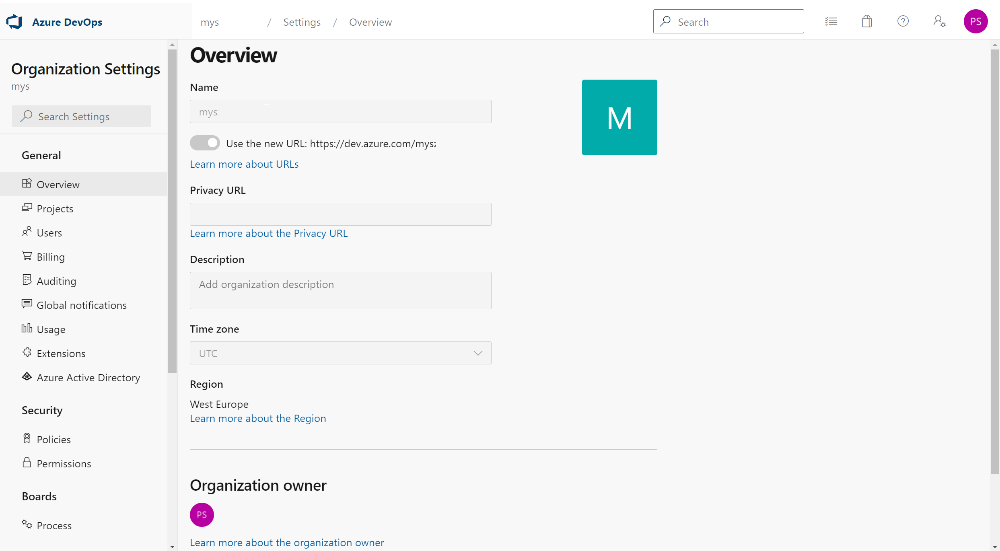 Azure DevOps
mys / Settings / Overview
Search
PS
Organization Settings
mys
Search Settings
General
Overview
Projects
Users
Billing
Auditing
Global notifications
Usage
Extensions
Azure Active Directory
Security
Policies
Permissions
Boards
Process
Overview
Name
mys
M
Use the new URL: https://dev.azure.com/mysz
Learn more about URLs
Privacy URL
Learn more about the Privacy URL
Description
Add organization description
Time zone
UTC
Region
West Europe
Learn more about the Region
Organization owner
PS
Learn more about the organization owner